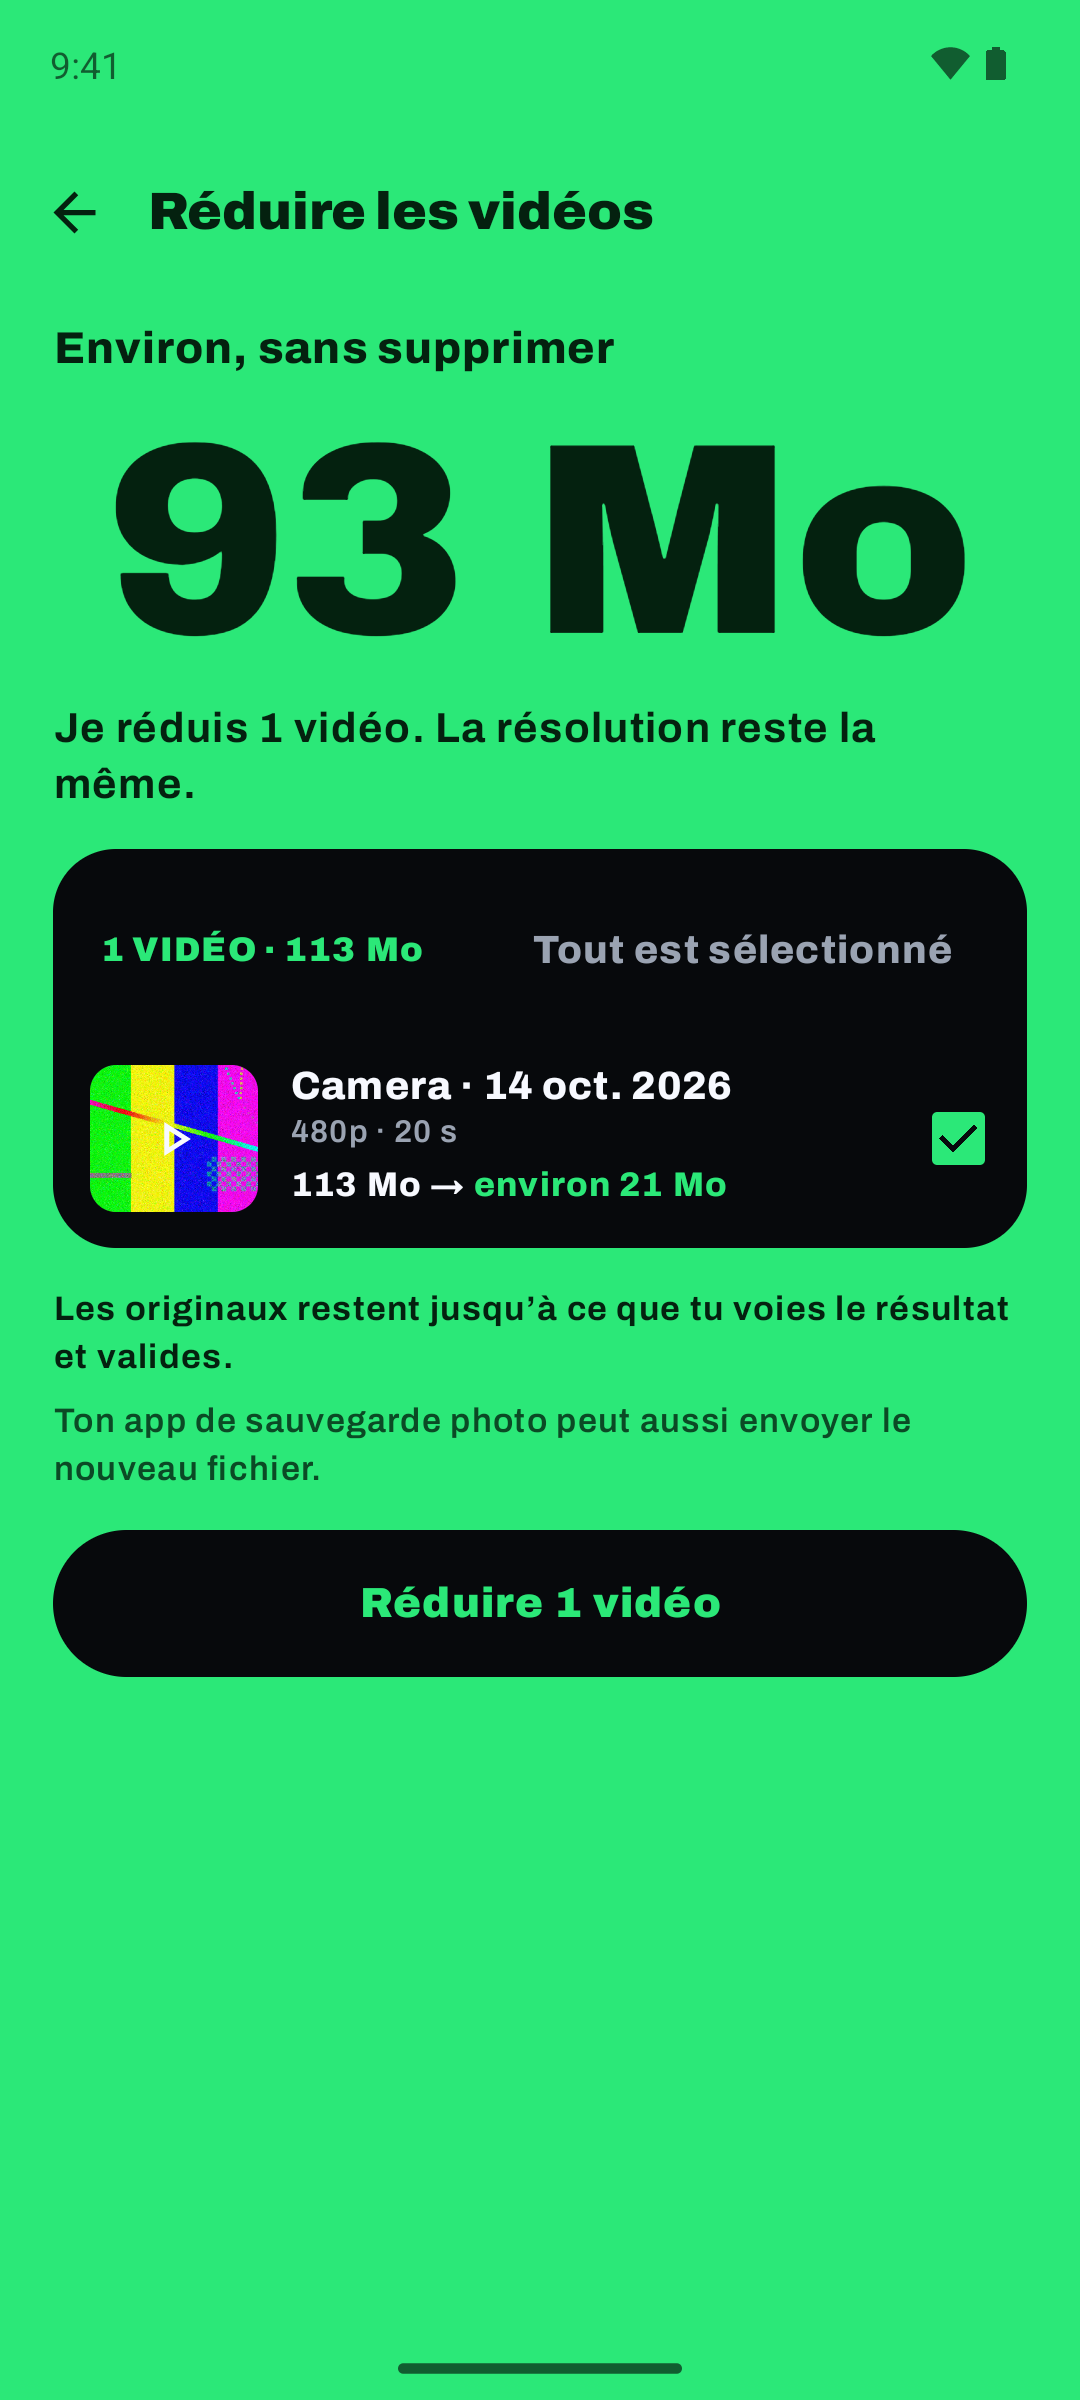 9:41
Réduire les vidéos
Environ, sans supprimer
93 Mo
Je réduis 1 vidéo. La résolution reste la
même.
1 VIDÉO · 113 Mo
Tout est sélectionné
Camera · 14 oct. 2026
480p · 20 s
113 Mo → environ 21 Mo
Les originaux restent jusqu’à ce que tu voies le résultat
et valides.
Ton app de sauvegarde photo peut aussi envoyer le
nouveau fichier.
Réduire 1 vidéo